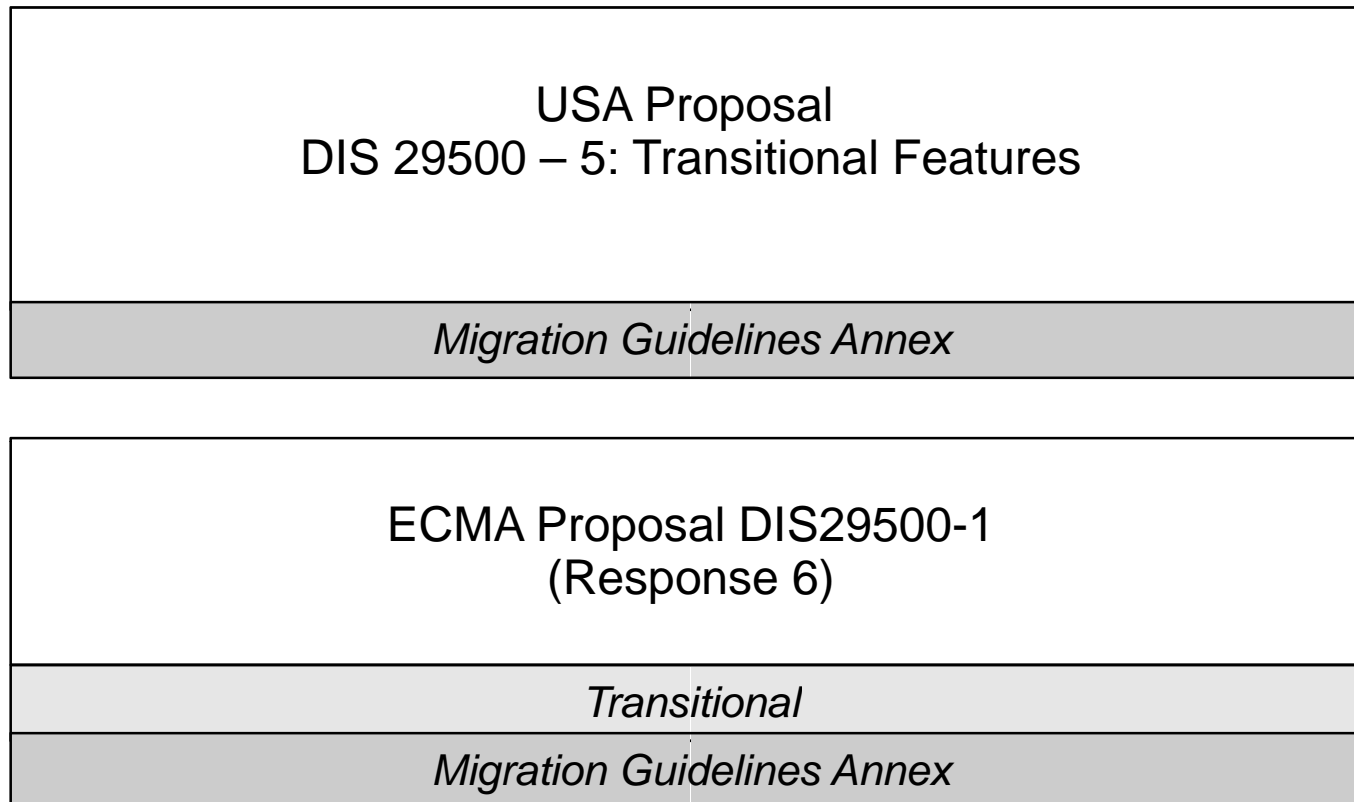 USA Proposal
DIS 29500 – 5: Transitional Features
Migration Guidelines Annex
ECMA Proposal DIS29500-1
(Response 6)
Transitional
Migration Guidelines Annex